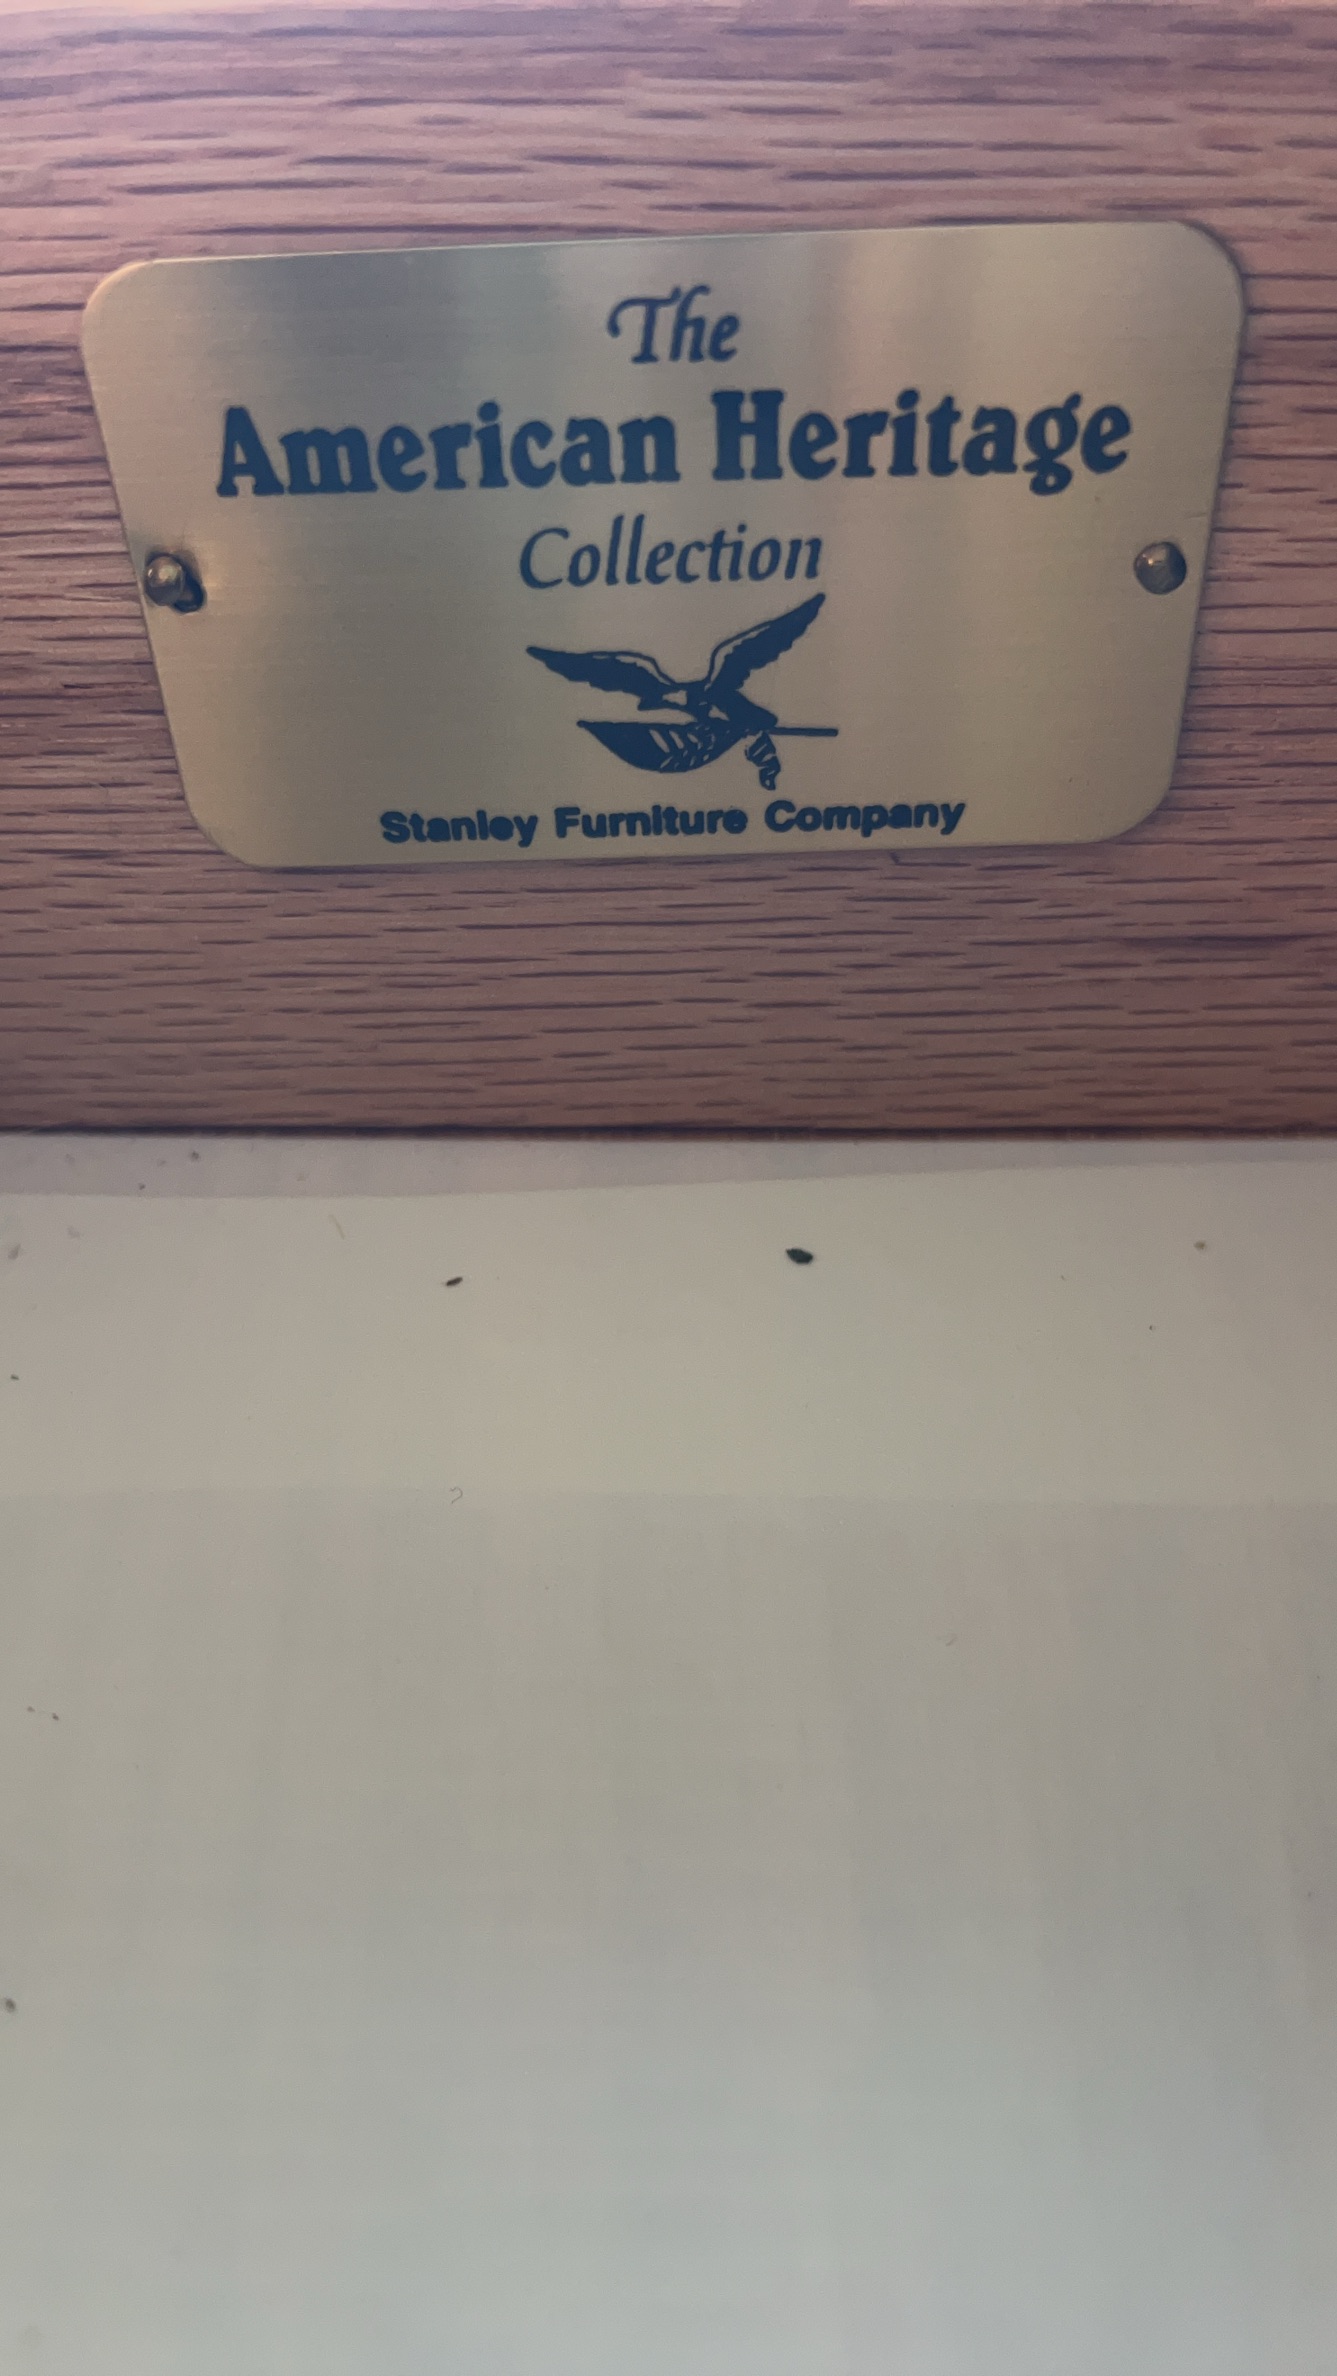 The
American Heritage
Collection
Stanley Furniture Company